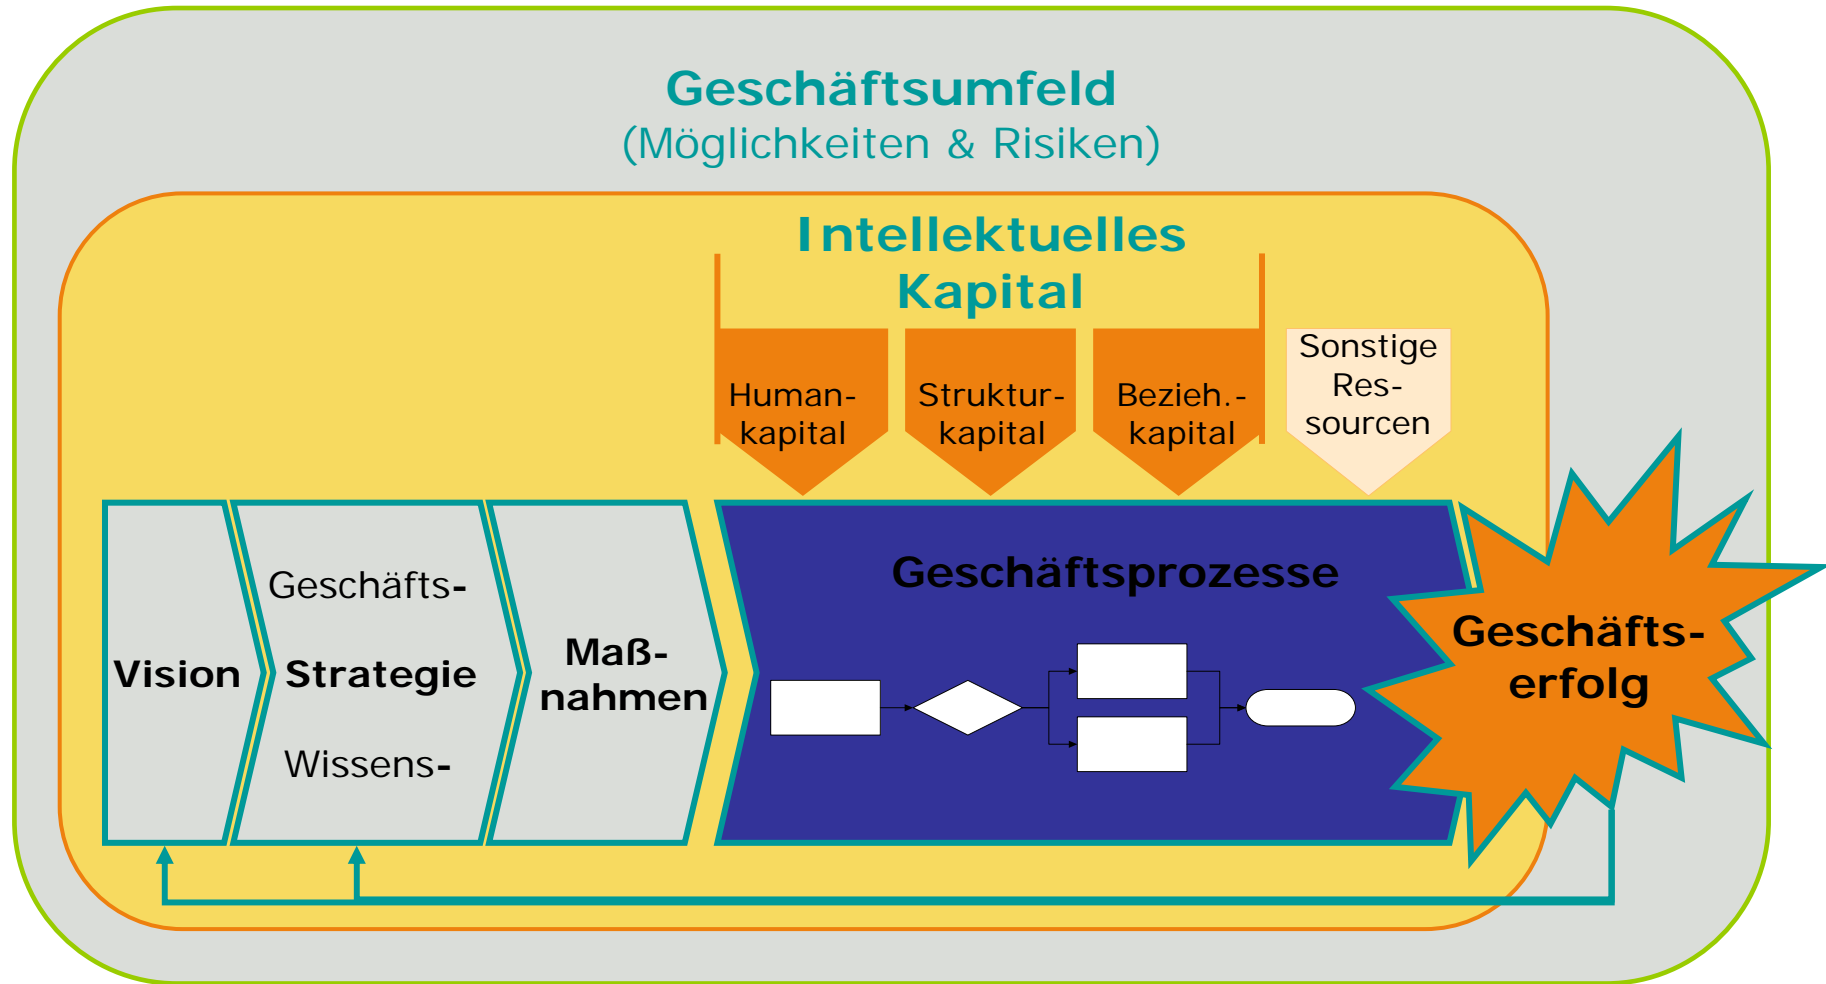 Geschäftsumfeld
(Möglichkeiten & Risiken)
Intellektuelles
Kapital
Human-
kapital
Struktur-
kapital
Bezieh.-
kapital
Sonstige
Res-
sourcen
Vision
Geschäfts-
Strategie
Wissens-
Maß-
nahmen
Geschäftsprozesse
Geschäfts-
erfolg